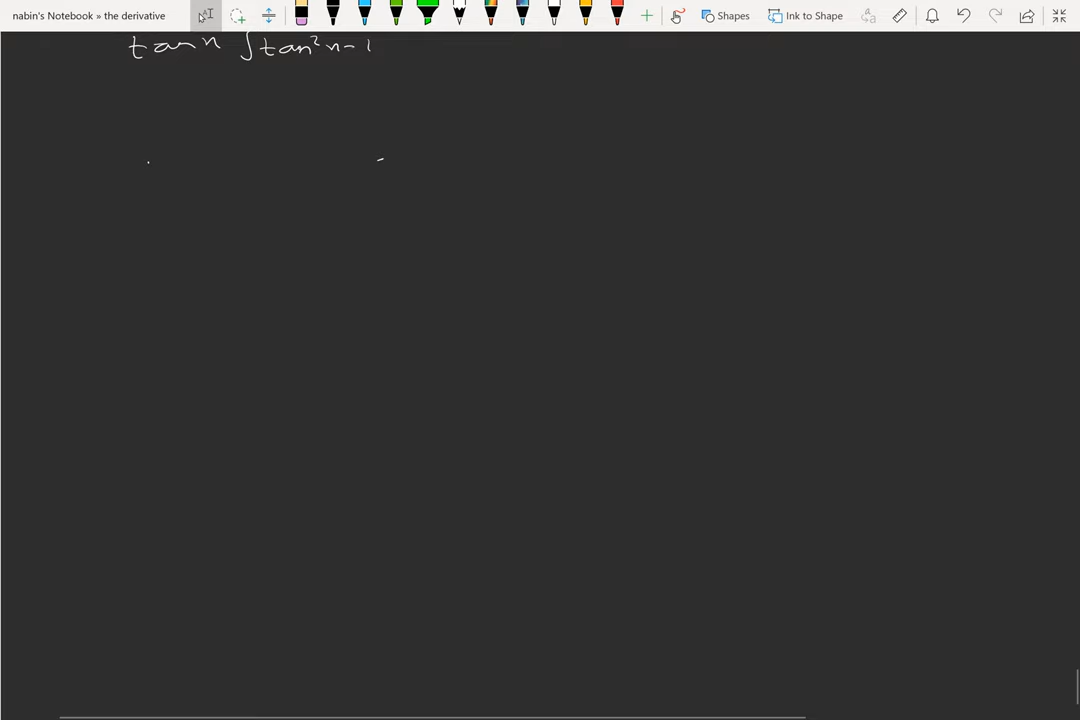 nabin's Notebook » the derivative
Shapes
Ink to Shape
tan x ∫tan²x-1